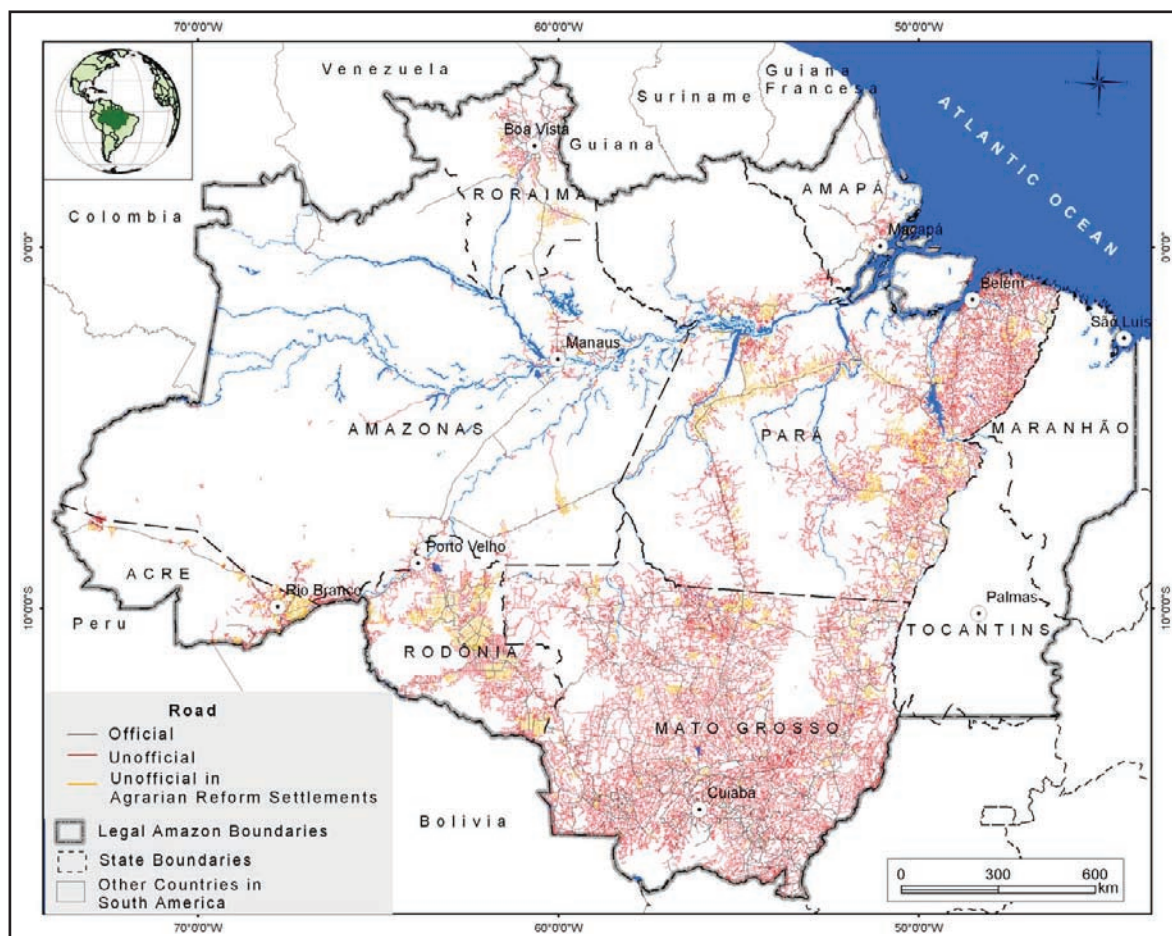 70°0'0"W 60°0'0"W 50°0'0"W
Venezuela
Guiana
Francesa
Suriname
Boa Vista
Guiana
ATLANTIC OCEAN
Colombia
RORAIMA
AMAPÁ
Macapá
0°0'0" 0°0'0"
Belém
São Luis
Manaus
AMAZONAS
PARÁ
MARANHÃO
Porto Velho
ACRE
Rio Branco
10°0'0"S 10°0'0"S
Peru
Palmas
TOCANTINS
RODÔNIA
MATO GROSSO
Cuiabá
Bolivia
Road
Official
Unofficial
Unofficial in
Agrarian Reform Settlements
Legal Amazon Boundaries
State Boundaries
Other Countries in
South America
0 300 600
km
70°0'0"W 60°0'0"W 50°0'0"W